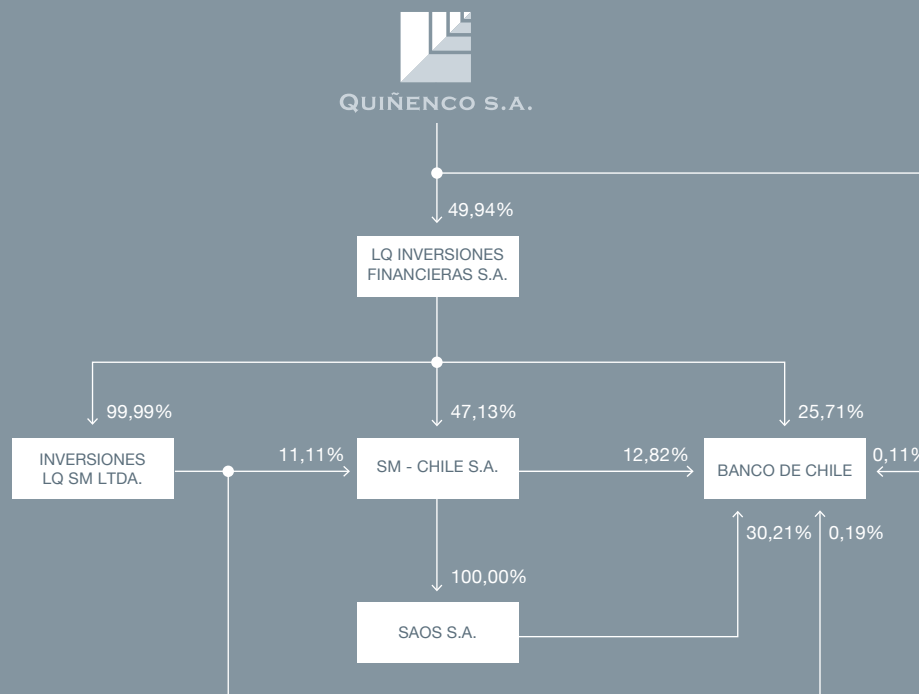 QUIÑENCO S.A.
49,94%
LQ INVERSIONES
FINANCIERAS S.A.
99,99%
47,13%
25,71%
INVERSIONES
LQ SM LTDA.
11,11%
SM - CHILE S.A.
12,82%
BANCO DE CHILE
0,11%
30,21%
0,19%
100,00%
SAOS S.A.